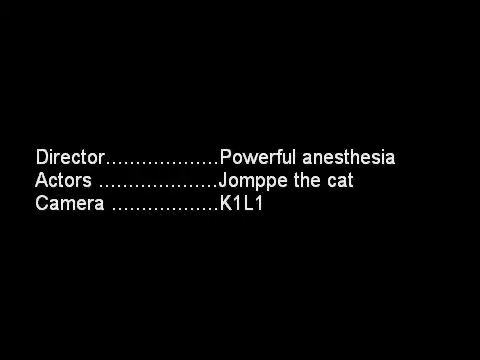 Director...................Powerful anesthesia
Actors ....................Jomppe the cat
Camera ..................K1L1